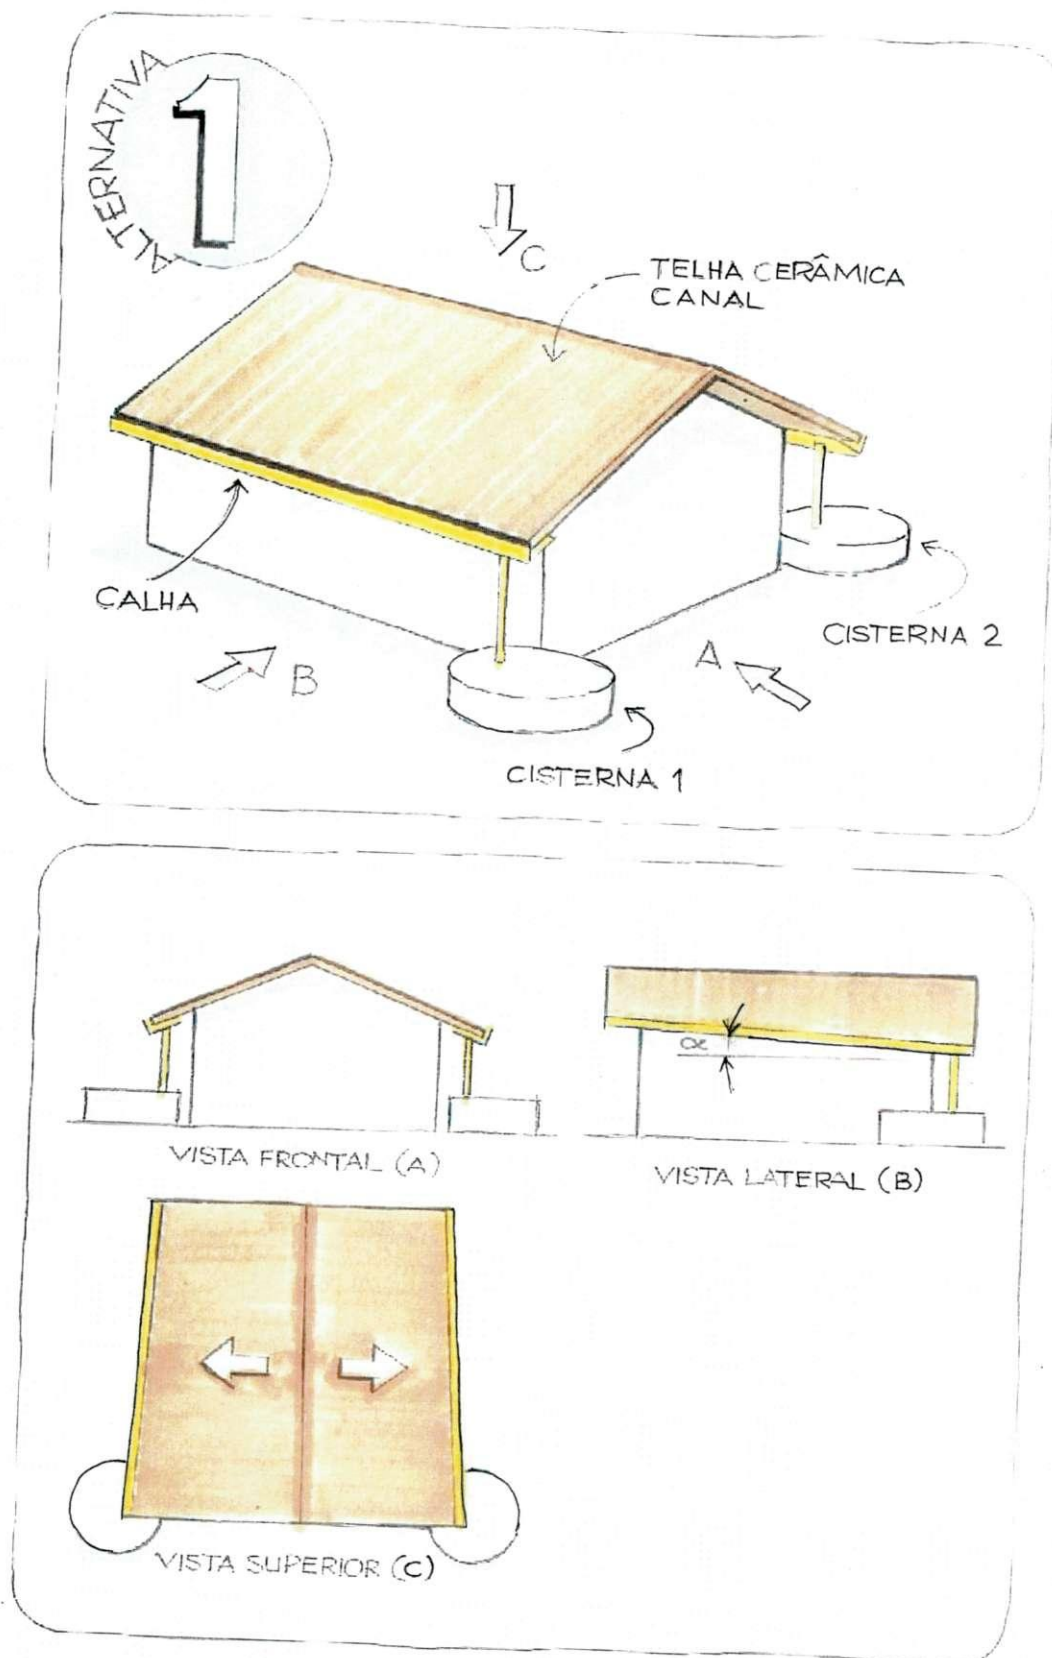 ALTERNATIVA
1
C
TELHA CERÂMICA
CANAL
CALHA
B
A
CISTERNA 2
CISTERNA 1
α
VISTA FRONTAL (A)
VISTA LATERAL (B)
VISTA SUPERIOR (C)